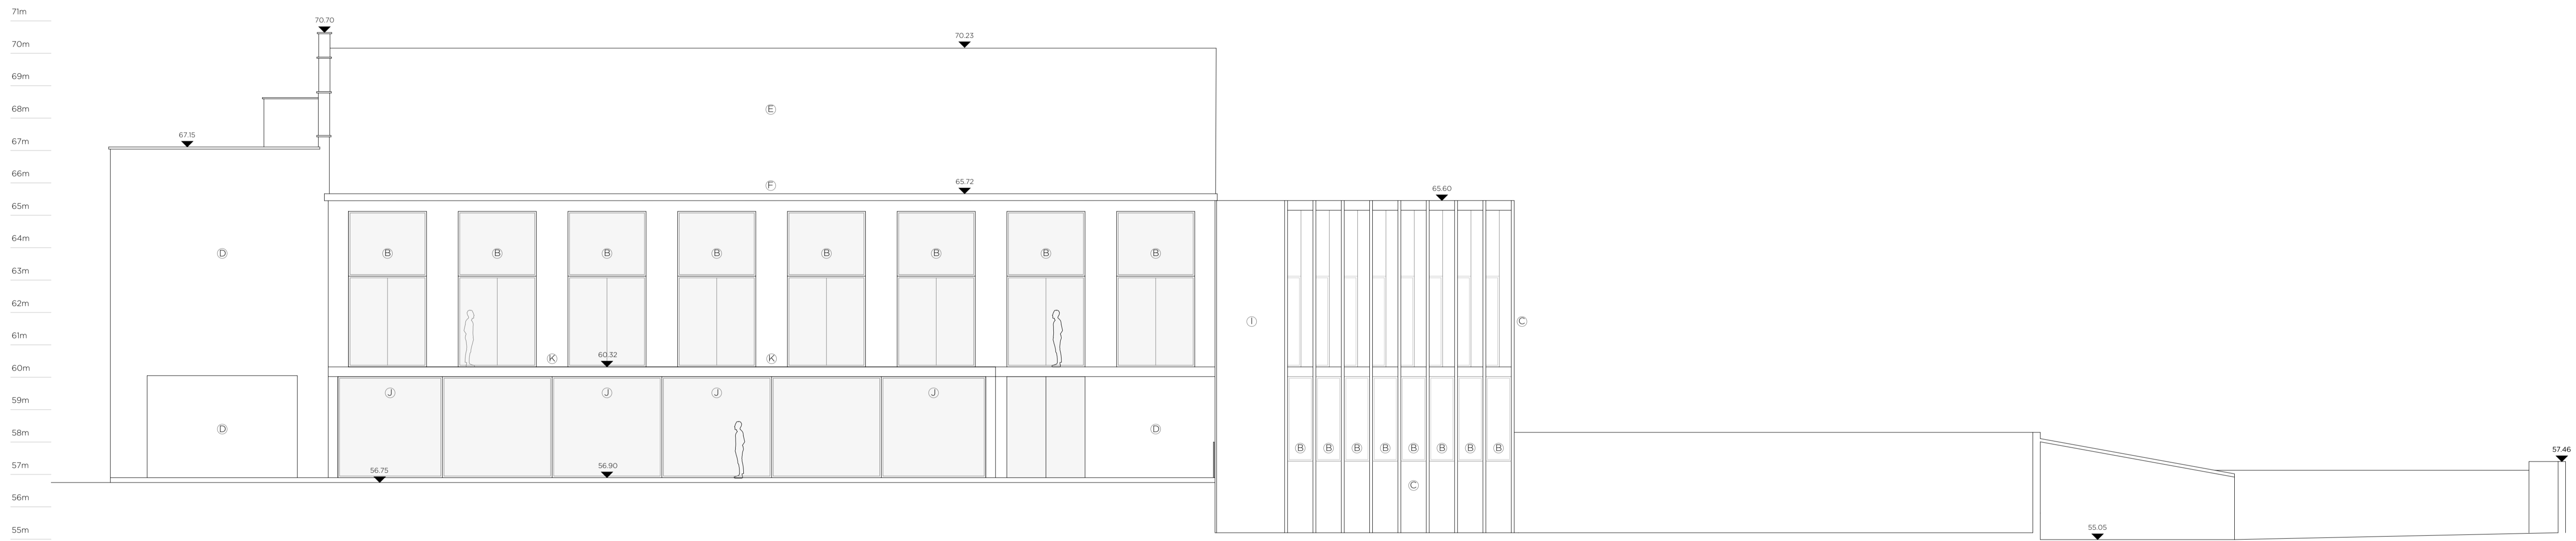 71m
70.70
70m
70.23
69m
68m
E
67.15
67m
66m
F
65.72
65.60
65m
64m
D B B B B B B B B
63m
62m
I C
61m
60.32
K K
60m
J J J J
59m
D D
58m
B B B B B B B B
57.46
57m
56.75
56.90
C
56m
55m
55.05